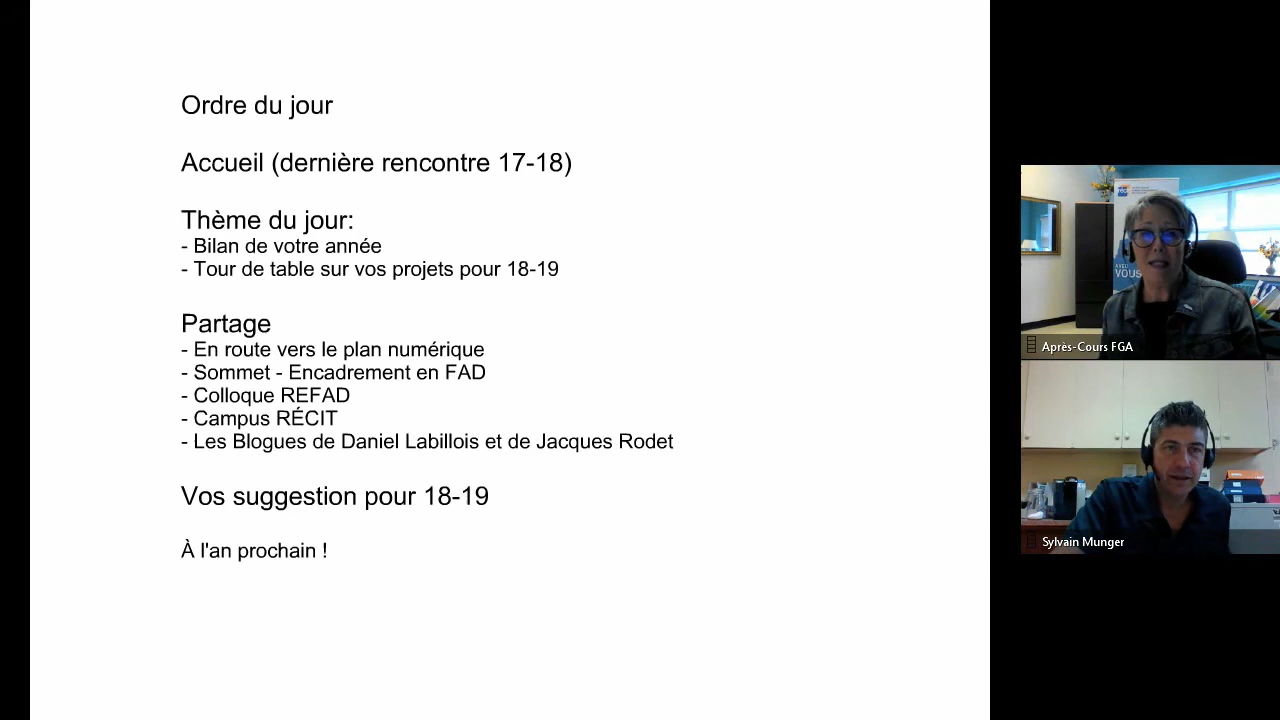 Ordre du jour
Accueil (dernière rencontre 17-18)
Thème du jour:
- Bilan de votre année
- Tour de table sur vos projets pour 18-19
Partage
- En route vers le plan numérique
- Sommet - Encadrement en FAD
- Colloque REFAD
- Campus RÉCIT
- Les Blogues de Daniel Labillois et de Jacques Rodet
Vos suggestion pour 18-19
À l'an prochain !
AVEC
VOUS
Après-Cours FGA
Sylvain Munger